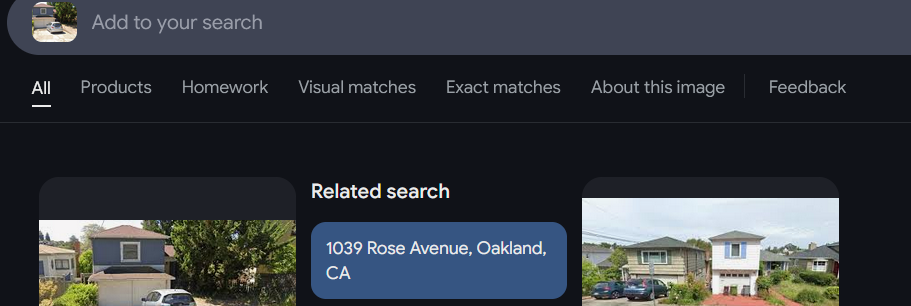 Add to your search
All Products Homework Visual matches Exact matches About this image Feedback
Related search
1039 Rose Avenue, Oakland,
CA